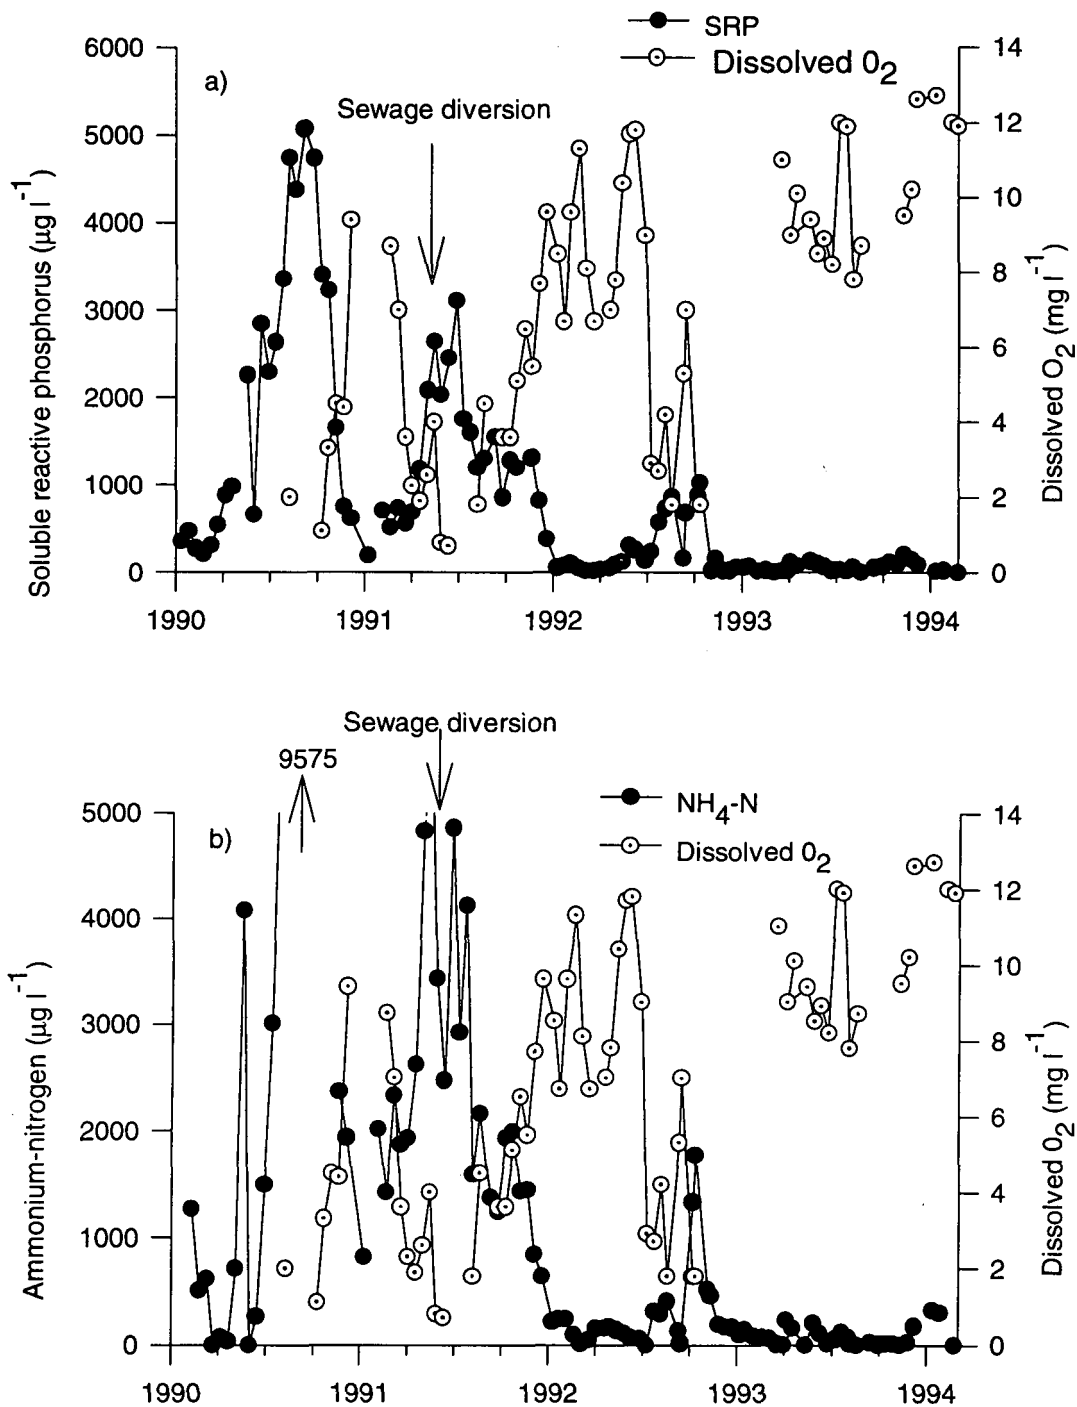 SRP
Dissolved 0₂
a)
Sewage diversion
Soluble reactive phosphorus (µg l⁻¹)
6000
5000
4000
3000
2000
1000
0
14
12
10
8
6
4
2
0
Dissolved O₂ (mg l⁻¹)
1990 1991 1992 1993 1994
Sewage diversion
9575
b)
NH₄-N
Dissolved 0₂
Ammonium-nitrogen (µg l⁻¹)
5000
4000
3000
2000
1000
0
14
12
10
8
6
4
2
0
Dissolved 0₂ (mg l⁻¹)
1990 1991 1992 1993 1994